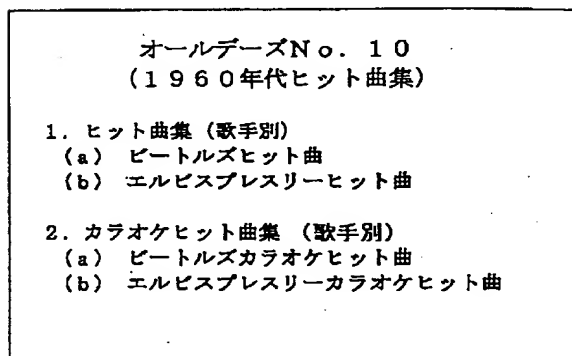 オールデーズNo．10
（1960年代ヒット曲集）
1．ヒット曲集（歌手別）
（a） ビートルズヒット曲
（b） エルビスプレスリーヒット曲
2．カラオケヒット曲集 （歌手別）
（a） ビートルズカラオケヒット曲
（b） エルビスプレスリーカラオケヒット曲